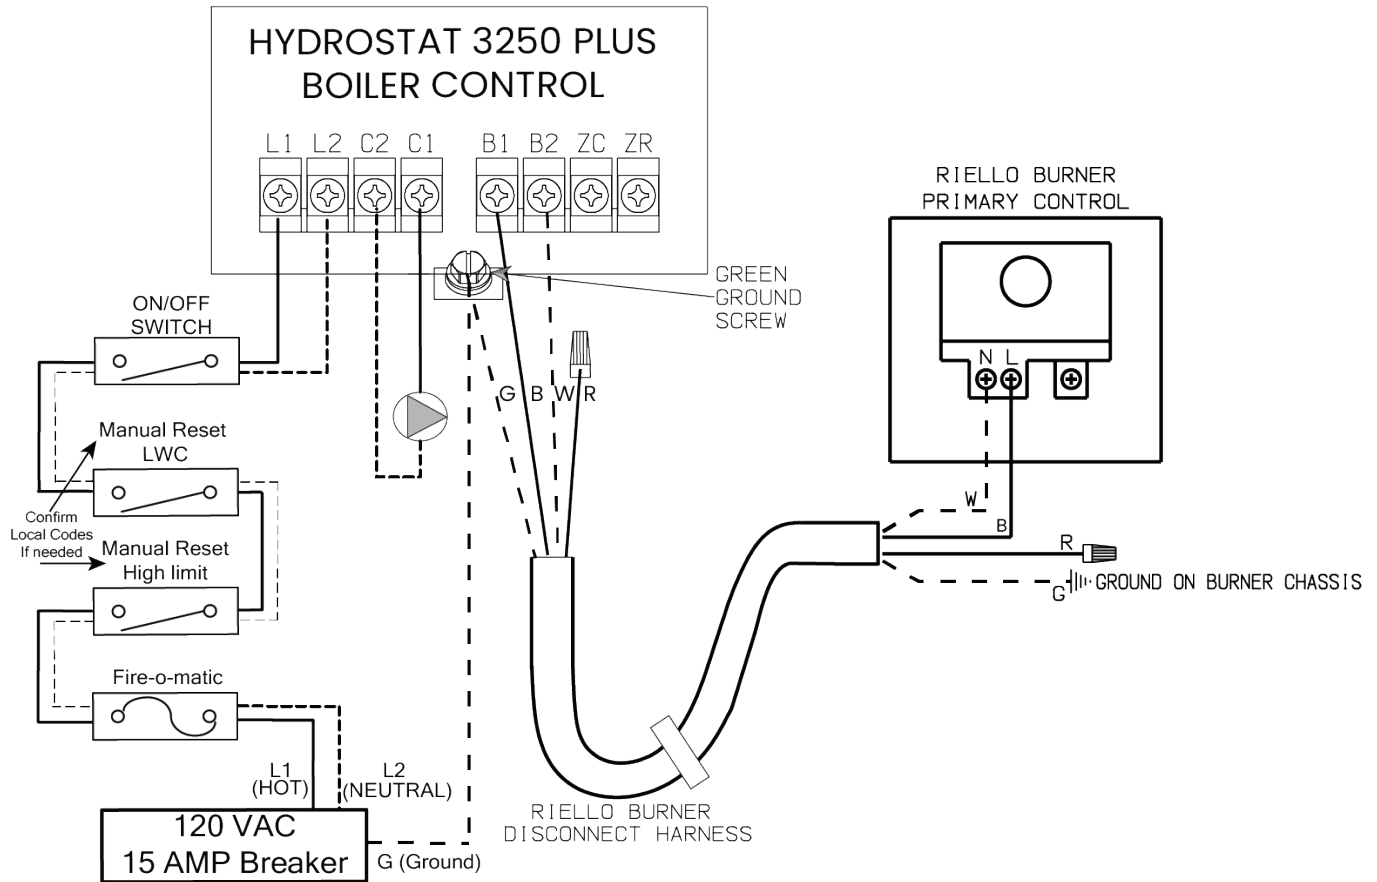 HYDROSTAT 3250 PLUS
BOILER CONTROL
L1 L2 C2 C1 B1 B2 ZC ZR
RIELLO BURNER
PRIMARY CONTROL
GREEN
GROUND
SCREW
ON/OFF
SWITCH
N L
G B W R
Manual Reset
LWC
Confirm
Local Codes
If needed
Manual Reset
High limit
W
B
R
G
GROUND ON BURNER CHASSIS
Fire-o-matic
L1
(HOT)
L2
(NEUTRAL)
RIELLO BURNER
DISCONNECT HARNESS
120 VAC
15 AMP Breaker
G (Ground)